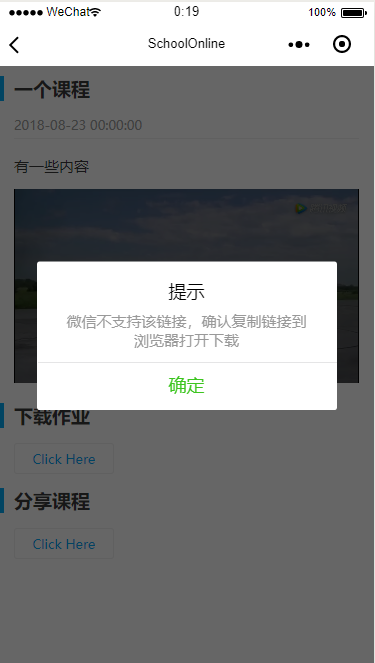 WeChat
0:19
100%
SchoolOnline
一个课程
2018-08-23 00:00:00
有一些内容
提示
微信不支持该链接，确认复制链接到
浏览器打开下载
确定
下载作业
Click Here
分享课程
Click Here